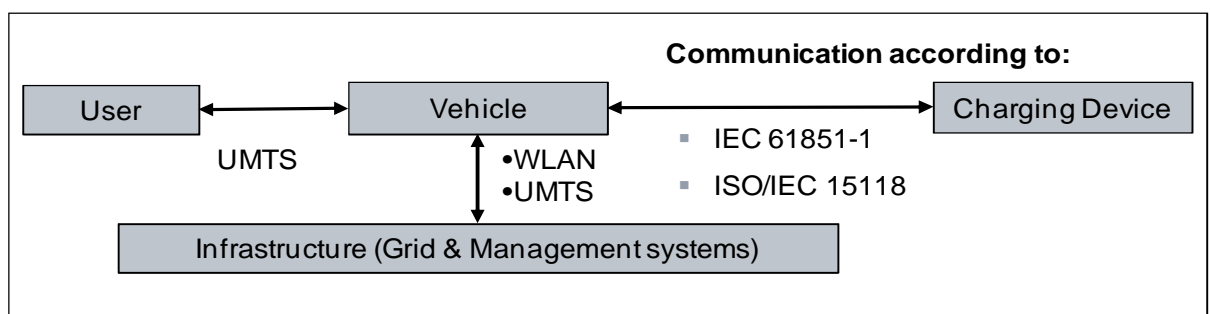 Communication according to:
User
Vehicle
Charging Device
UMTS
•WLAN
•UMTS
▪ IEC 61851-1
▪ ISO/IEC 15118
Infrastructure (Grid & Management systems)